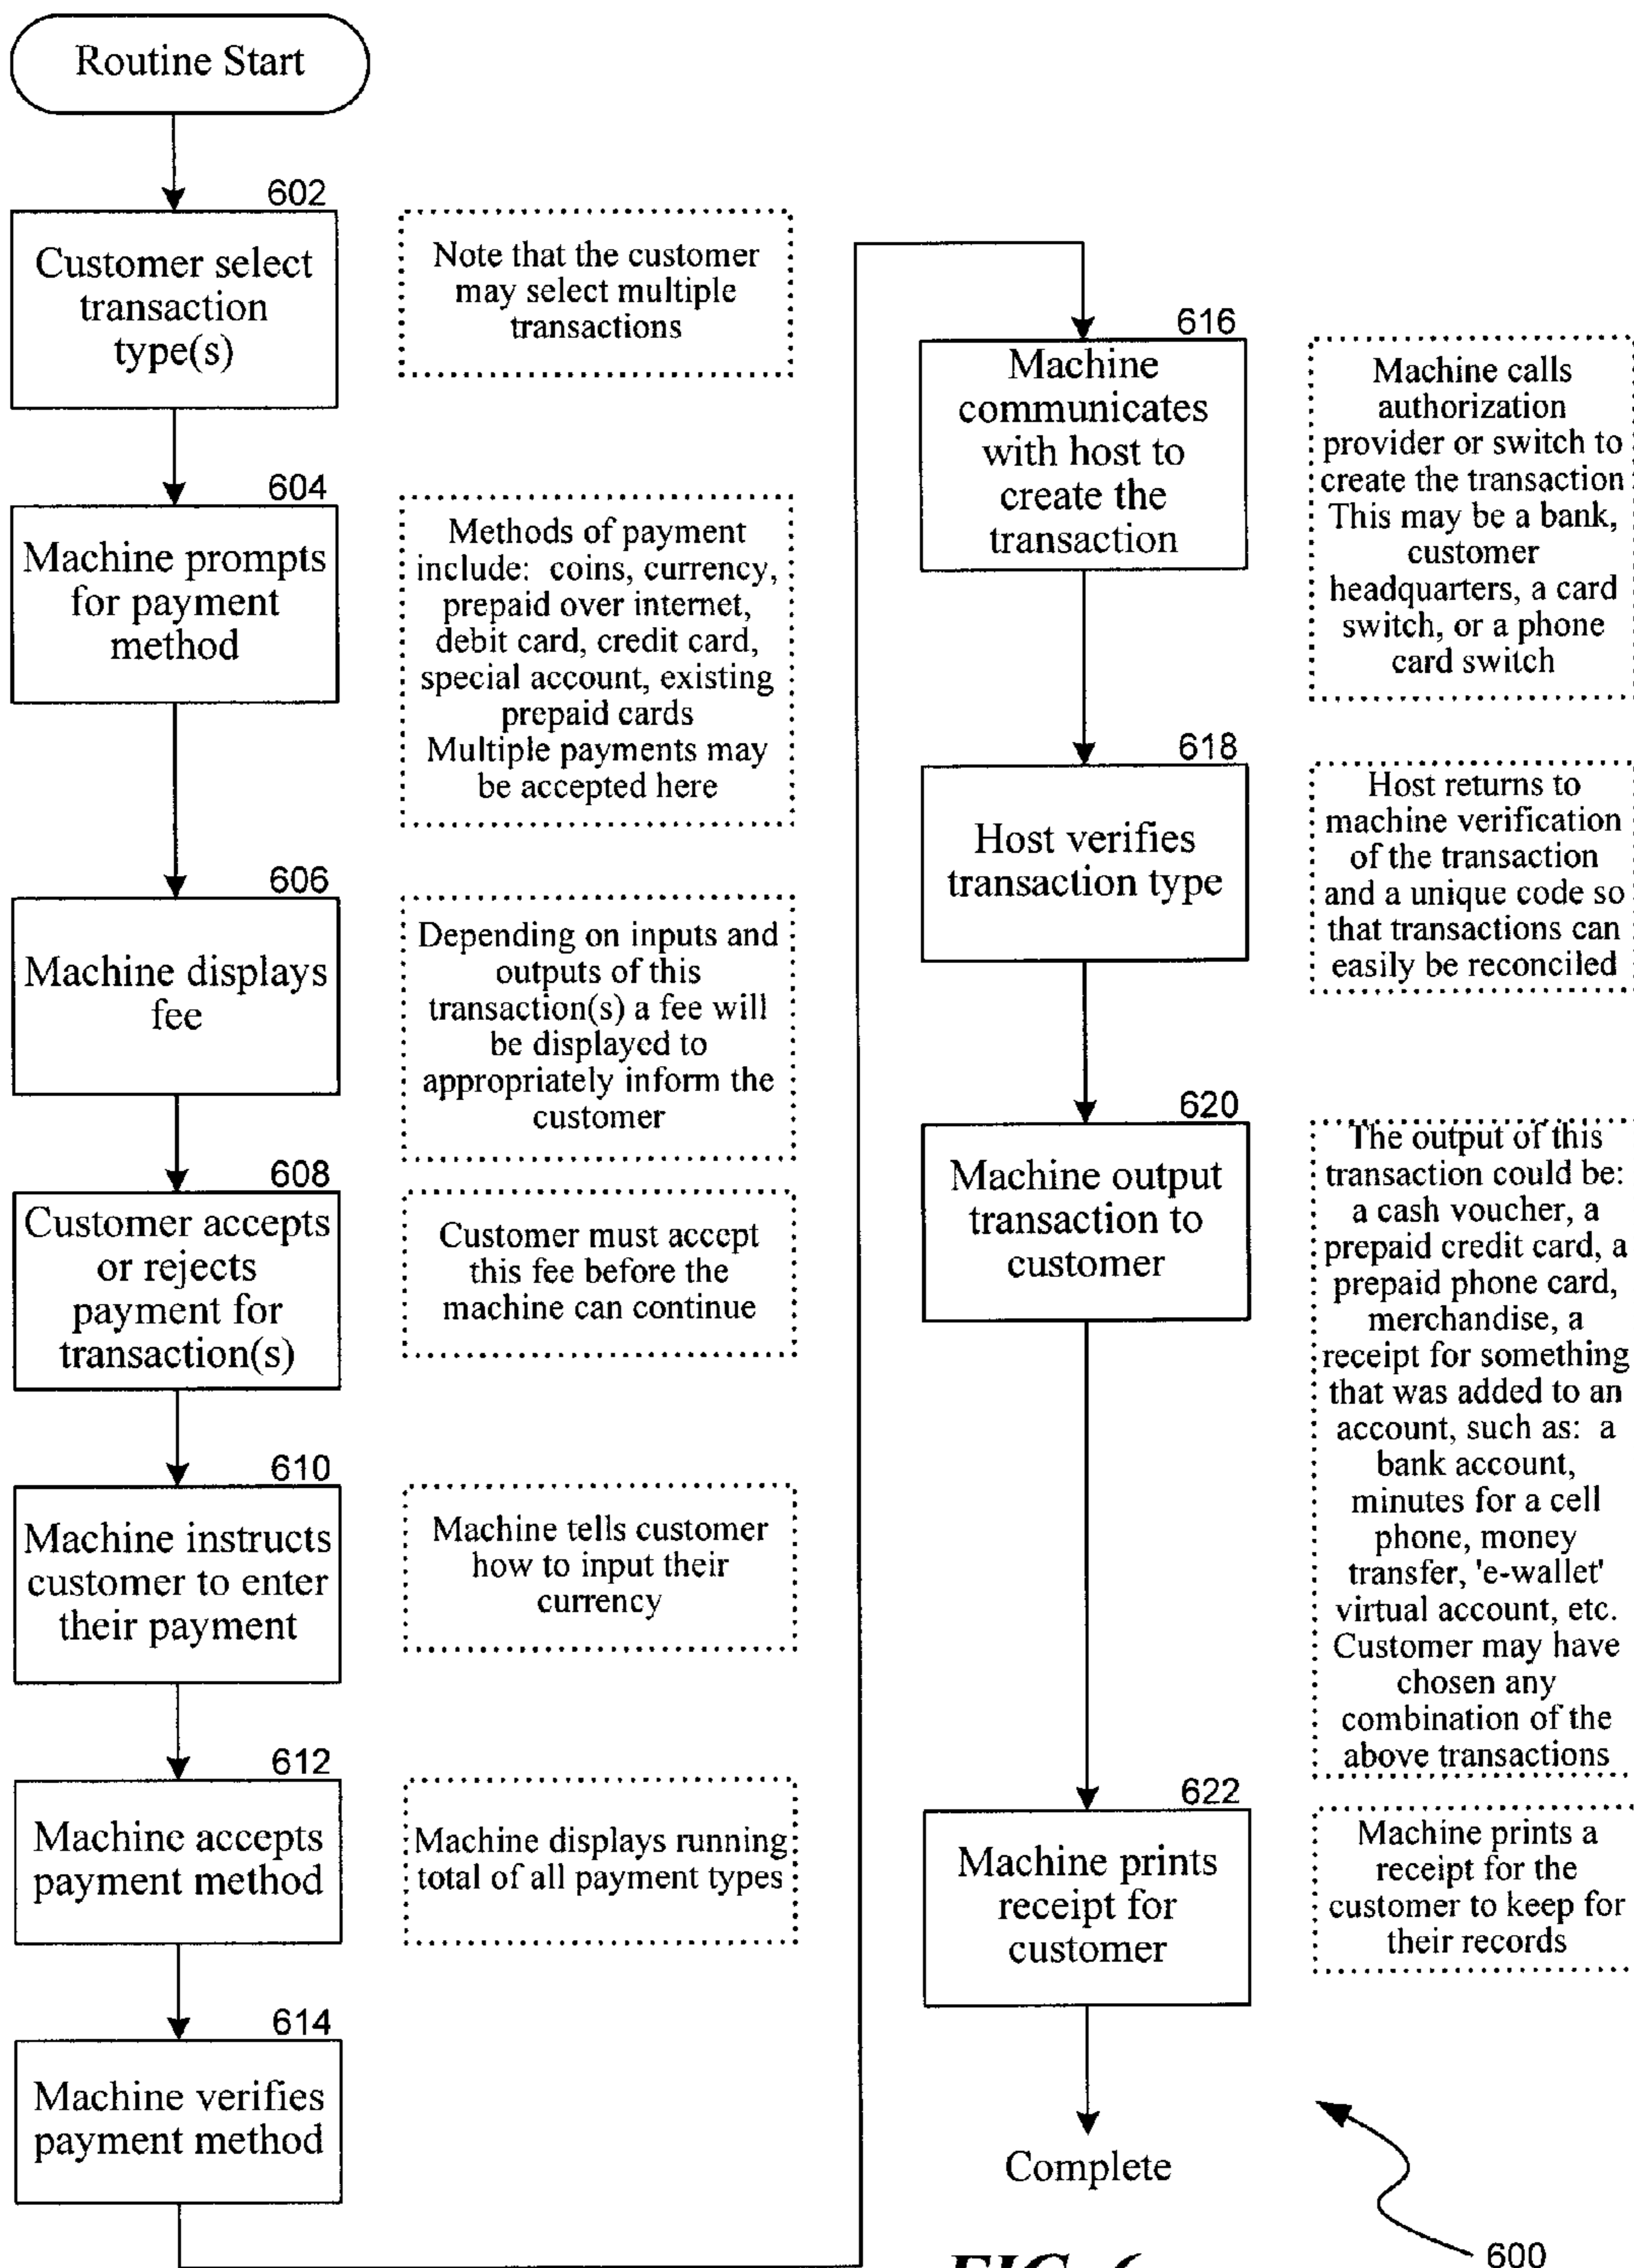 Routine Start
602
Customer select
transaction
type(s)
Note that the customer
may select multiple
transactions
604
Machine prompts
for payment
method
Methods of payment
include: coins, currency,
prepaid over internet,
debit card, credit card,
special account, existing
prepaid cards
Multiple payments may
be accepted here
606
Machine displays
fee
Depending on inputs and
outputs of this
transaction(s) a fee will
be displayed to
appropriately inform the
customer
608
Customer accepts
or rejects
payment for
transaction(s)
Customer must accept
this fee before the
machine can continue
610
Machine instructs
customer to enter
their payment
Machine tells customer
how to input their
currency
612
Machine accepts
payment method
Machine displays running
total of all payment types
614
Machine verifies
payment method
616
Machine
communicates
with host to
create the
transaction
Machine calls
authorization
provider or switch to
create the transaction
This may be a bank,
customer
headquarters, a card
switch, or a phone
card switch
618
Host verifies
transaction type
Host returns to
machine verification
of the transaction
and a unique code so
that transactions can
easily be reconciled
620
Machine output
transaction to
customer
The output of this
transaction could be:
a cash voucher, a
prepaid credit card, a
prepaid phone card,
merchandise, a
receipt for something
that was added to an
account, such as: a
bank account,
minutes for a cell
phone, money
transfer, 'e-wallet'
virtual account, etc.
Customer may have
chosen any
combination of the
above transactions
622
Machine prints
receipt for
customer
Machine prints a
receipt for the
customer to keep for
their records
Complete
600
FIG. 6